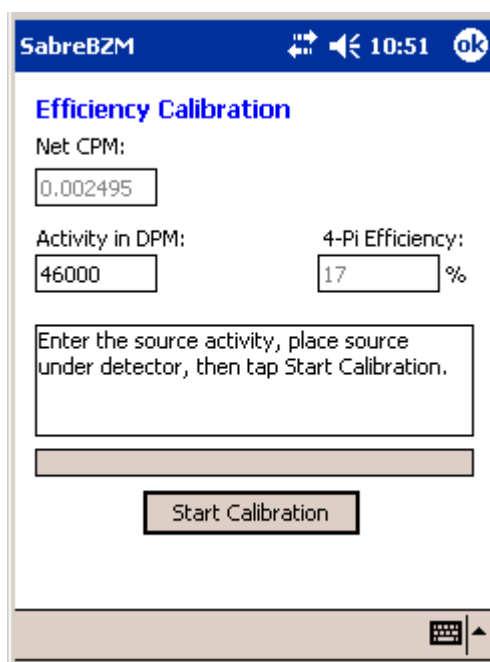 SabreBZM 10:51 ok
Efficiency Calibration
Net CPM:
0.002495
Activity in DPM: 4-Pi Efficiency:
46000 17 %
Enter the source activity, place source
under detector, then tap Start Calibration.
Start Calibration